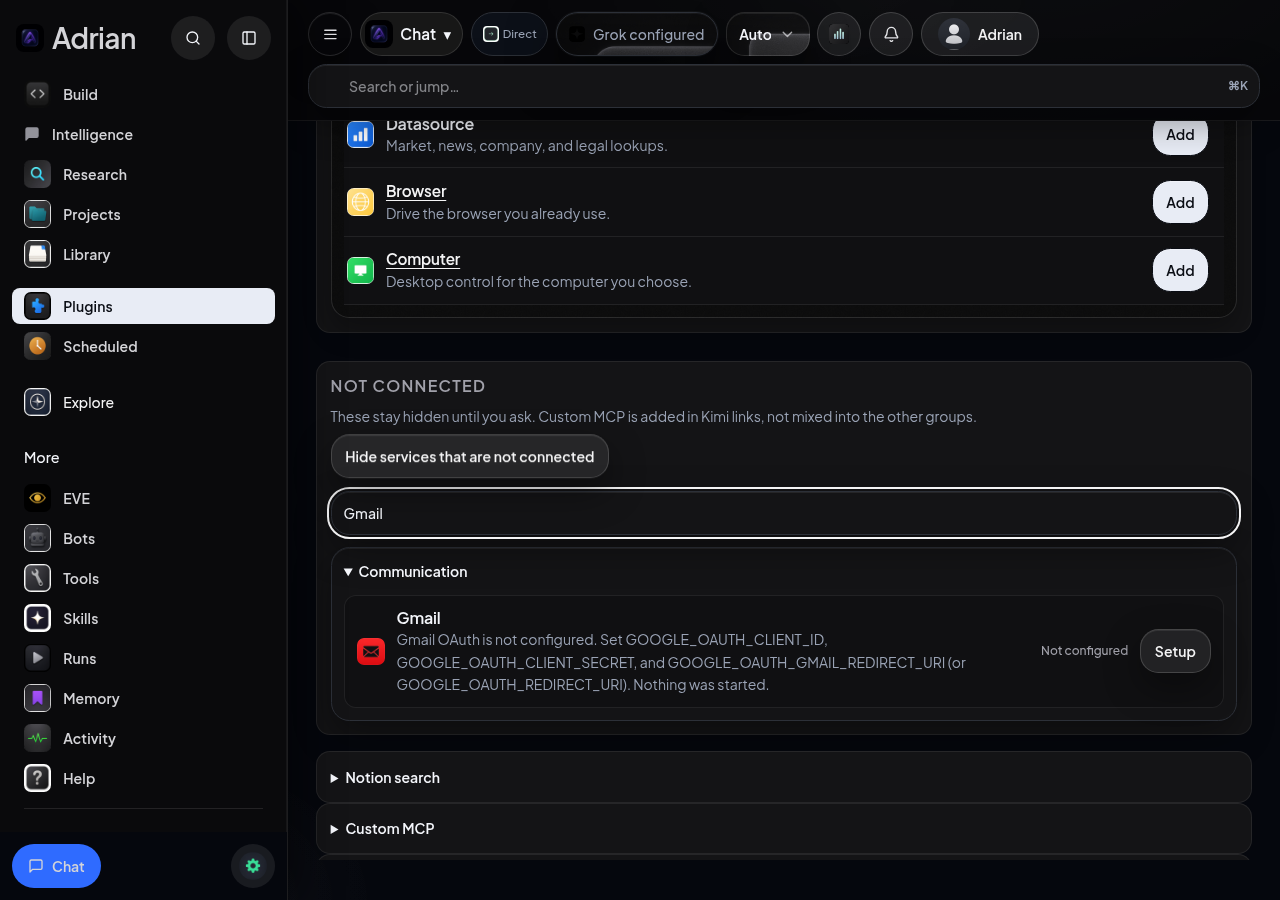 Adrian
Build
Intelligence
Research
Projects
Library
Plugins
Scheduled
Explore
More
EVE
Bots
Tools
Skills
Runs
Memory
Activity
Help
Chat
Chat ▾
Direct
Grok configured
Auto
Adrian
Search or jump…
⌘K
Datasource
Market, news, company, and legal lookups.
Add
Browser
Drive the browser you already use.
Add
Computer
Desktop control for the computer you choose.
Add
NOT CONNECTED
These stay hidden until you ask. Custom MCP is added in Kimi links, not mixed into the other groups.
Hide services that are not connected
Gmail
▼ Communication
Gmail
Gmail OAuth is not configured. Set GOOGLE_OAUTH_CLIENT_ID,
GOOGLE_OAUTH_CLIENT_SECRET, and GOOGLE_OAUTH_GMAIL_REDIRECT_URI (or
GOOGLE_OAUTH_REDIRECT_URI). Nothing was started.
Not configured
Setup
▶ Notion search
▶ Custom MCP